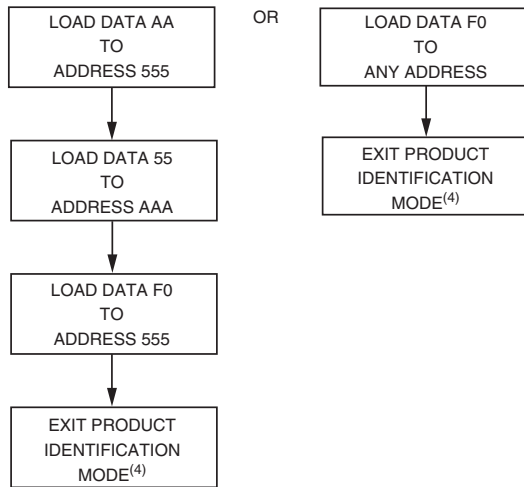 LOAD DATA AA
TO
ADDRESS 555
LOAD DATA 55
TO
ADDRESS AAA
LOAD DATA F0
TO
ADDRESS 555
EXIT PRODUCT
IDENTIFICATION
MODE(4)
OR
LOAD DATA F0
TO
ANY ADDRESS
EXIT PRODUCT
IDENTIFICATION
MODE(4)